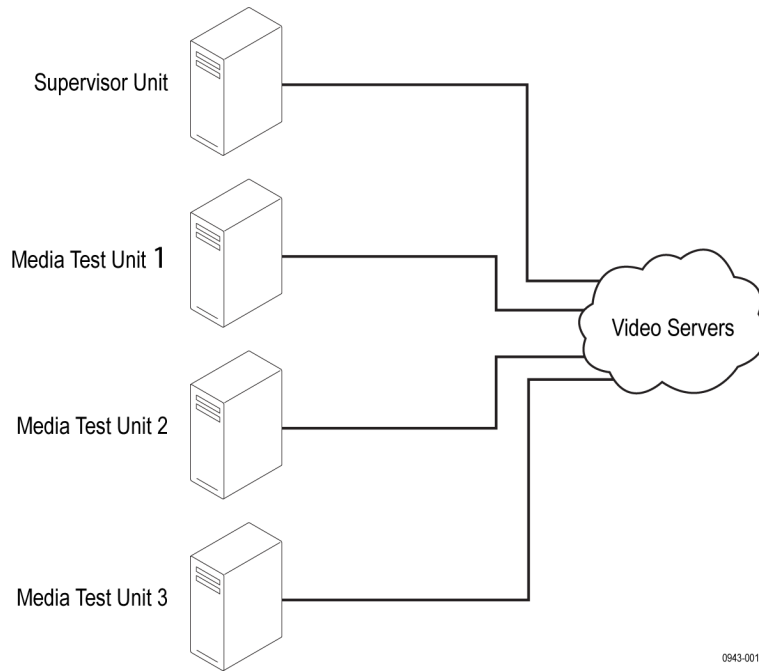 Supervisor Unit
Media Test Unit 1
Video Servers
Media Test Unit 2
Media Test Unit 3
0943-001